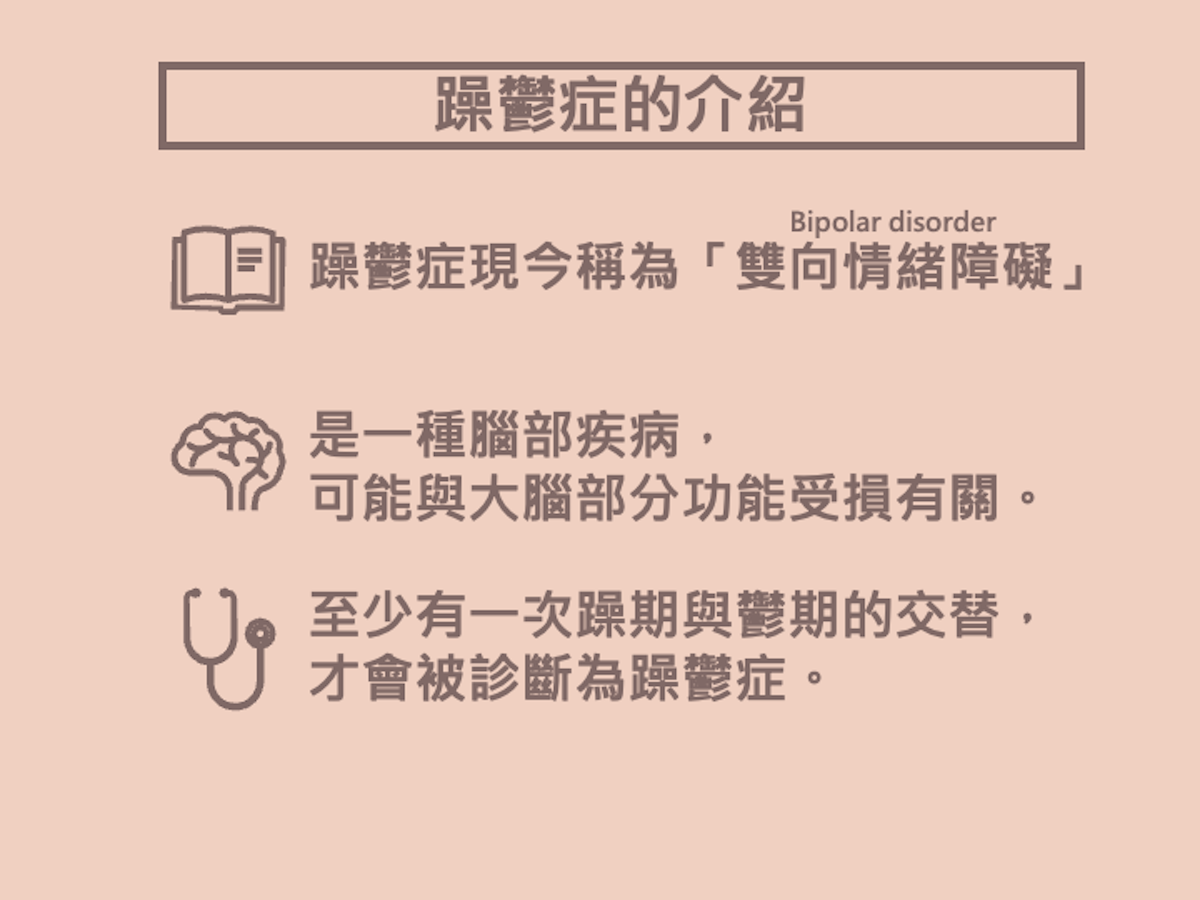 躁鬱症的介紹
Bipolar disorder
躁鬱症現今稱為「雙向情緒障礙」
是一種腦部疾病，
可能與大腦部分功能受損有關。
至少有一次躁期與鬱期的交替，
才會被診斷為躁鬱症。